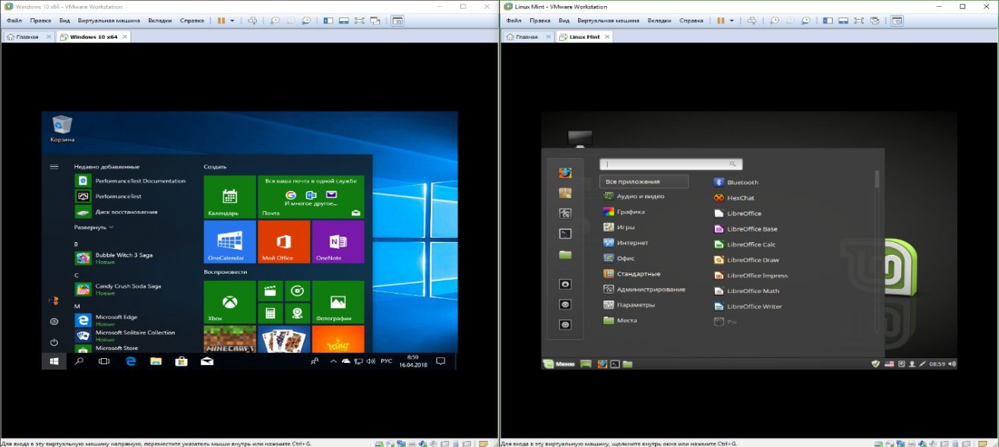 Windows 10 x64 - VMware Workstation
Файл Правка Вид Виртуальная машина Вкладки Справка
Главная
Windows 10 x64
Корзина
Недавно добавленные
PerformanceTest Documentation
PerformanceTest
Диск восстановления
Развернуть
B
Bubble Witch 3 Saga
Новые
C
Candy Crush Soda Saga
Новые
M
Microsoft Edge
Новые
Microsoft Solitaire Collection
Новые
Microsoft Store
Создать
Календарь
Вся ваша почта в одной службе
И многое другое...
Почта
OneCalendar
Мой Office
OneNote
Воспроизвести
Xbox
Фотографии
MINECRAFT
King
РУС
8:59
16.04.2018
Для входа в эту виртуальную машину напрямую, переместите указатель мыши внутрь или нажмите Ctrl+G.
Linux Mint - VMware Workstation
Файл Правка Вид Виртуальная машина Вкладки Справка
Главная
Linux Mint
Все приложения
Аудио и видео
Графика
Игры
Интернет
Офис
Стандартные
Администрирование
Параметры
Места
Bluetooth
HexChat
LibreOffice
LibreOffice Base
LibreOffice Calc
LibreOffice Draw
LibreOffice Impress
LibreOffice Math
LibreOffice Writer
Pix
Меню
08:59
Для входа в эту виртуальную машину, щелкните внутрь окна или нажмите Ctrl+G.